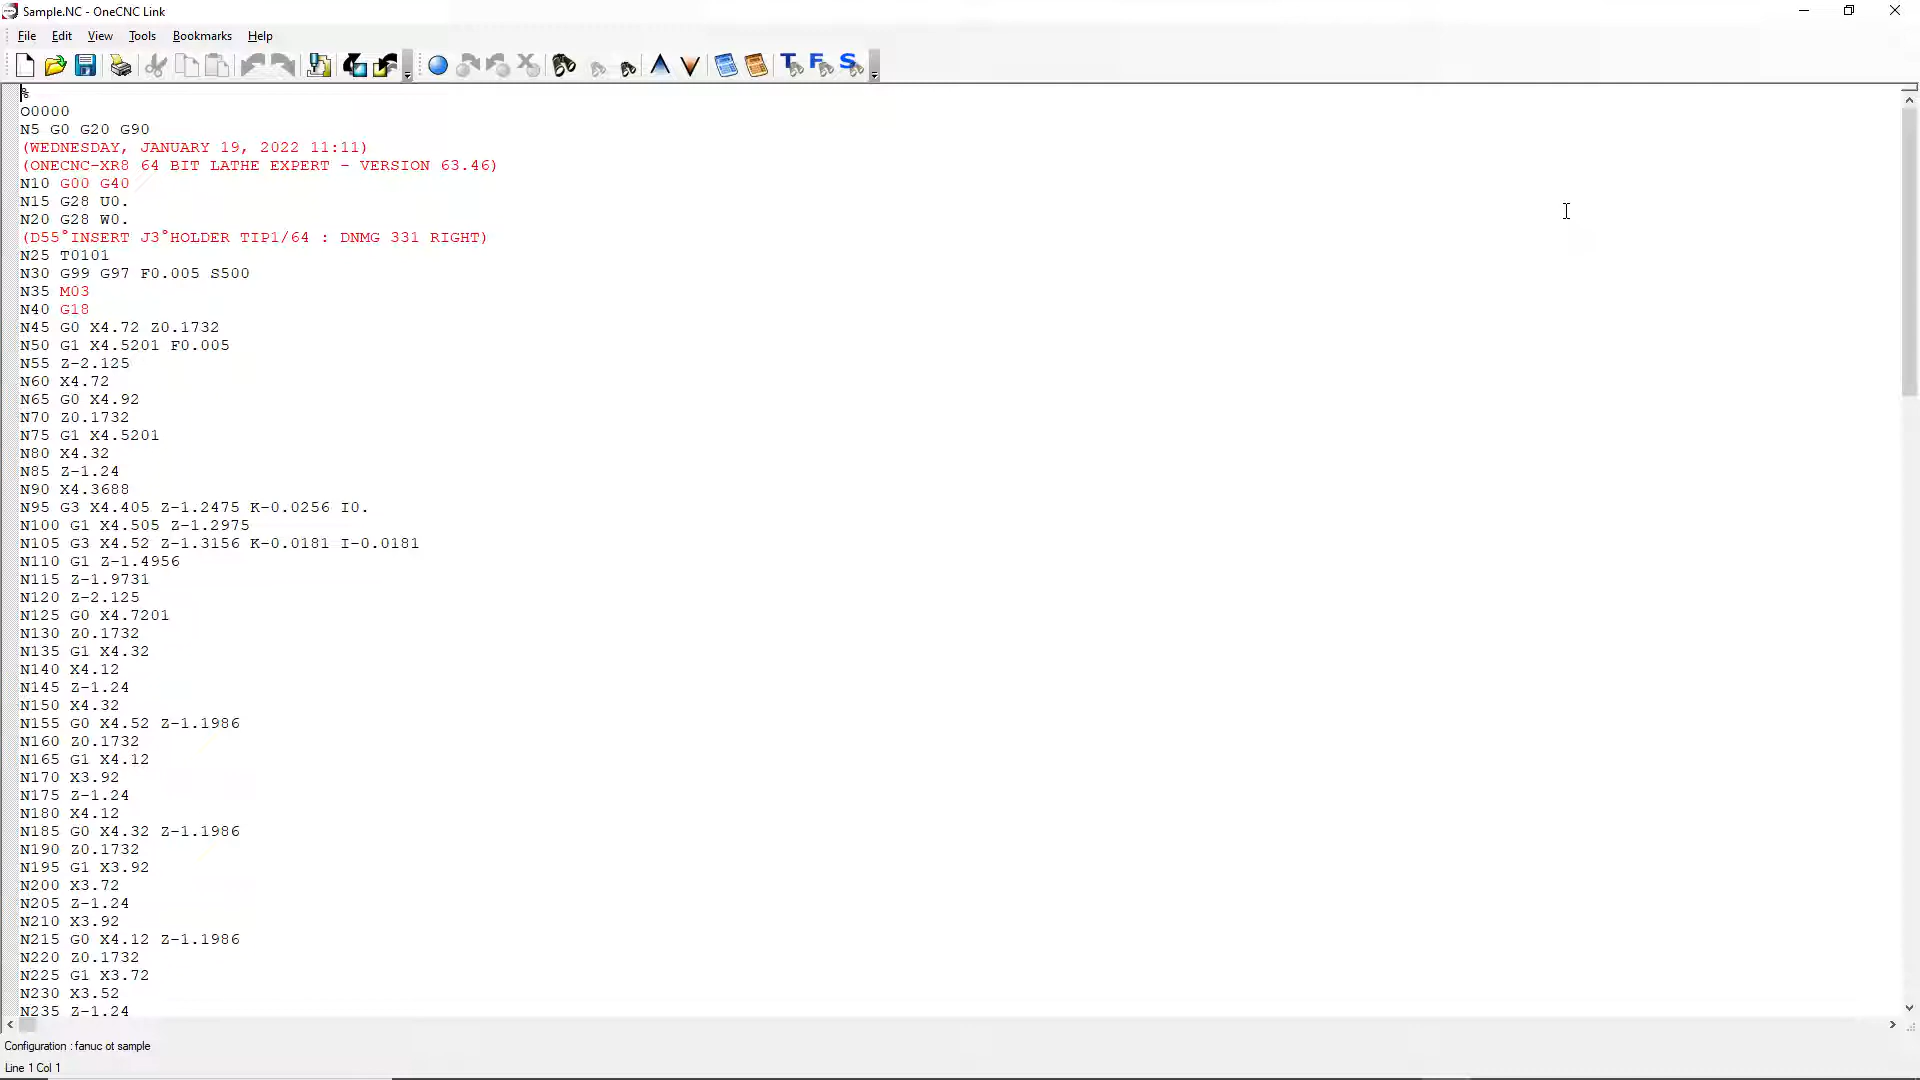 Sample.NC - OneCNC Link
File Edit View Tools Bookmarks Help
T F S
%
O0000
N5 G0 G20 G90
(WEDNESDAY, JANUARY 19, 2022 11:11)
(ONECNC-XR8 64 BIT LATHE EXPERT - VERSION 63.46)
N10 G00 G40
N15 G28 U0.
N20 G28 W0.
(D55°INSERT J3°HOLDER TIP1/64 : DNMG 331 RIGHT)
N25 T0101
N30 G99 G97 F0.005 S500
N35 M03
N40 G18
N45 G0 X4.72 Z0.1732
N50 G1 X4.5201 F0.005
N55 Z-2.125
N60 X4.72
N65 G0 X4.92
N70 Z0.1732
N75 G1 X4.5201
N80 X4.32
N85 Z-1.24
N90 X4.3688
N95 G3 X4.405 Z-1.2475 K-0.0256 I0.
N100 G1 X4.505 Z-1.2975
N105 G3 X4.52 Z-1.3156 K-0.0181 I-0.0181
N110 G1 Z-1.4956
N115 Z-1.9731
N120 Z-2.125
N125 G0 X4.7201
N130 Z0.1732
N135 G1 X4.32
N140 X4.12
N145 Z-1.24
N150 X4.32
N155 G0 X4.52 Z-1.1986
N160 Z0.1732
N165 G1 X4.12
N170 X3.92
N175 Z-1.24
N180 X4.12
N185 G0 X4.32 Z-1.1986
N190 Z0.1732
N195 G1 X3.92
N200 X3.72
N205 Z-1.24
N210 X3.92
N215 G0 X4.12 Z-1.1986
N220 Z0.1732
N225 G1 X3.72
N230 X3.52
N235 Z-1.24
Configuration : fanuc ot sample
Line 1 Col 1